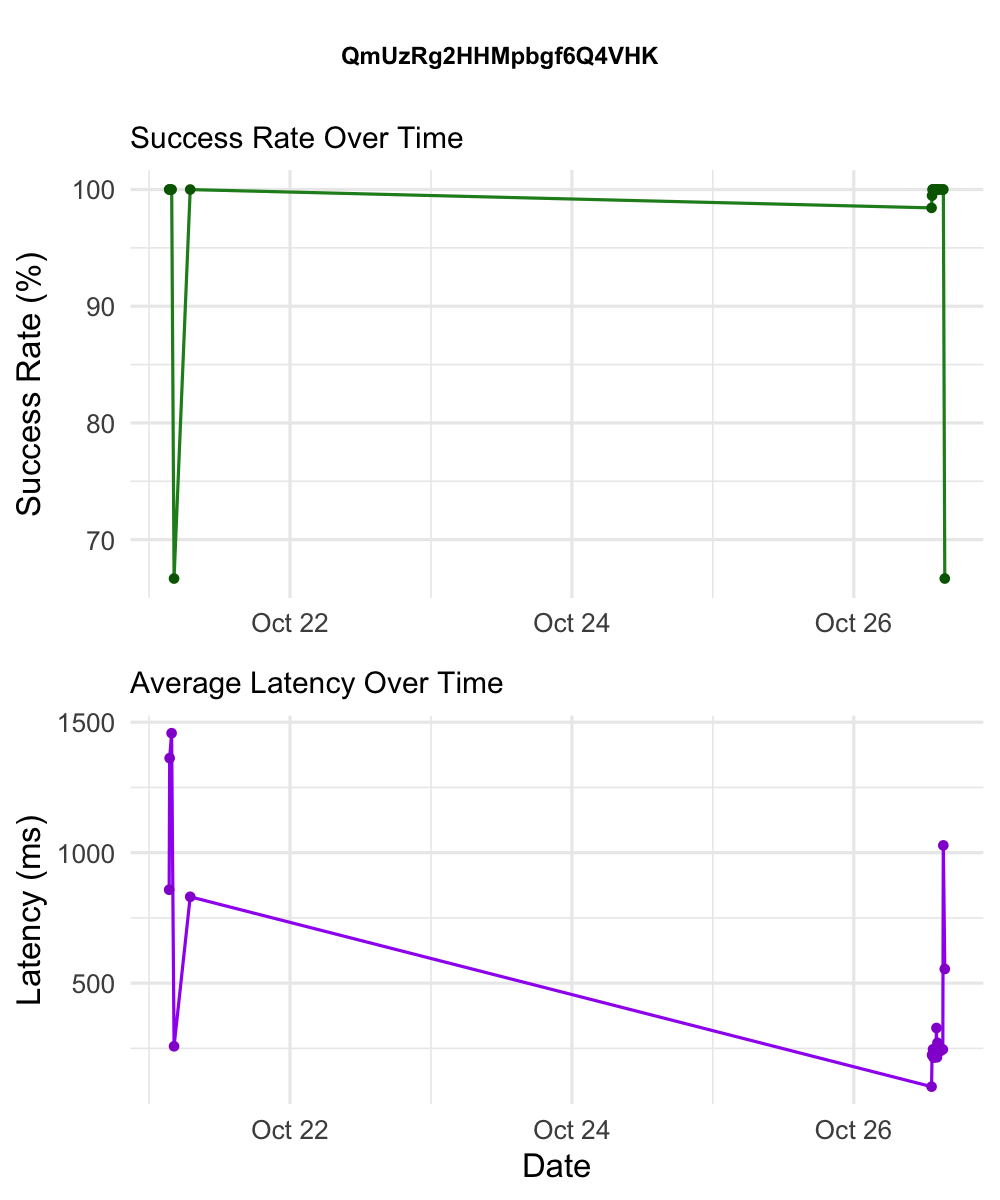 QmUzRg2HHMpbgf6Q4VHK
Success Rate Over Time
Success Rate (%)
100
90
80
70
Oct 22 Oct 24 Oct 26
Average Latency Over Time
Latency (ms)
1500
1000
500
Oct 22 Oct 24 Oct 26
Date